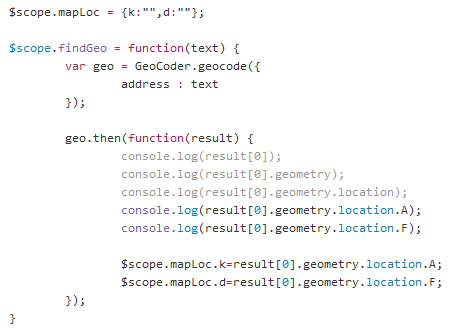 $scope.mapLoc = {k:"",d:""};
$scope.findGeo = function(text) {
var geo = GeoCoder.geocode({
address : text
});
geo.then(function(result) {
console.log(result[0]);
console.log(result[0].geometry);
console.log(result[0].geometry.location);
console.log(result[0].geometry.location.A);
console.log(result[0].geometry.location.F);
$scope.mapLoc.k=result[0].geometry.location.A;
$scope.mapLoc.d=result[0].geometry.location.F;
});
}